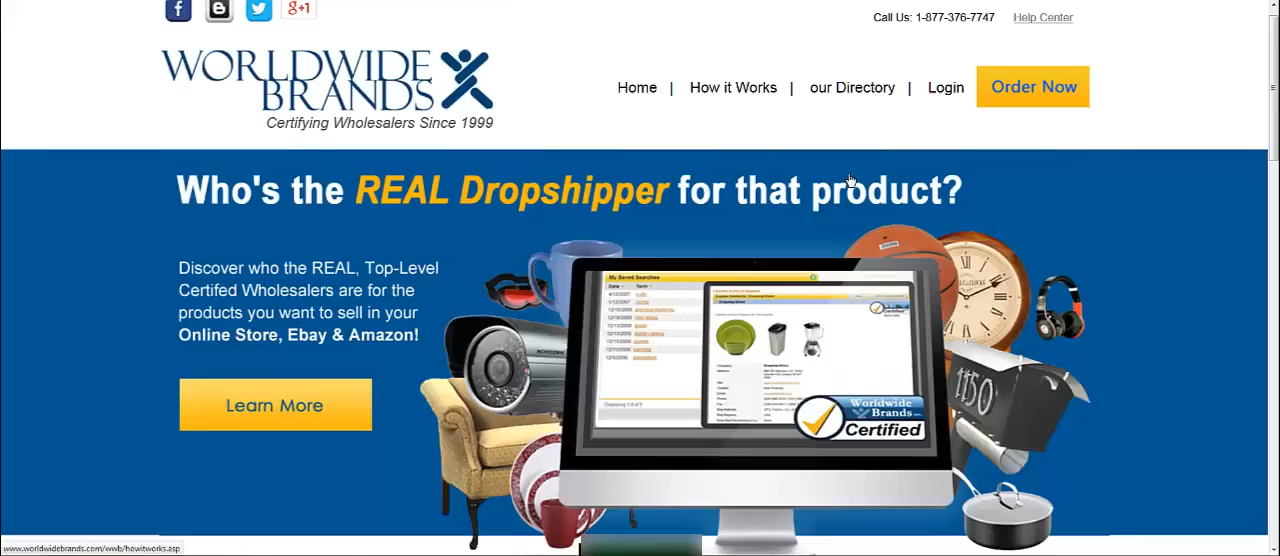 g+1
Call Us: 1-877-376-7747 Help Center
WORLDWIDE
BRANDS
Certifying Wholesalers Since 1999
Home | How it Works | our Directory | Login Order Now
Who's the REAL Dropshipper for that product?
Discover who the REAL, Top-Level
Certifed Wholesalers are for the
products you want to sell in your
Online Store, Ebay & Amazon!
Learn More
My Saved Searches
Date Term
Worldwide
Brands
Certified
1150
www.worldwidebrands.com/wwb/howitworks.asp